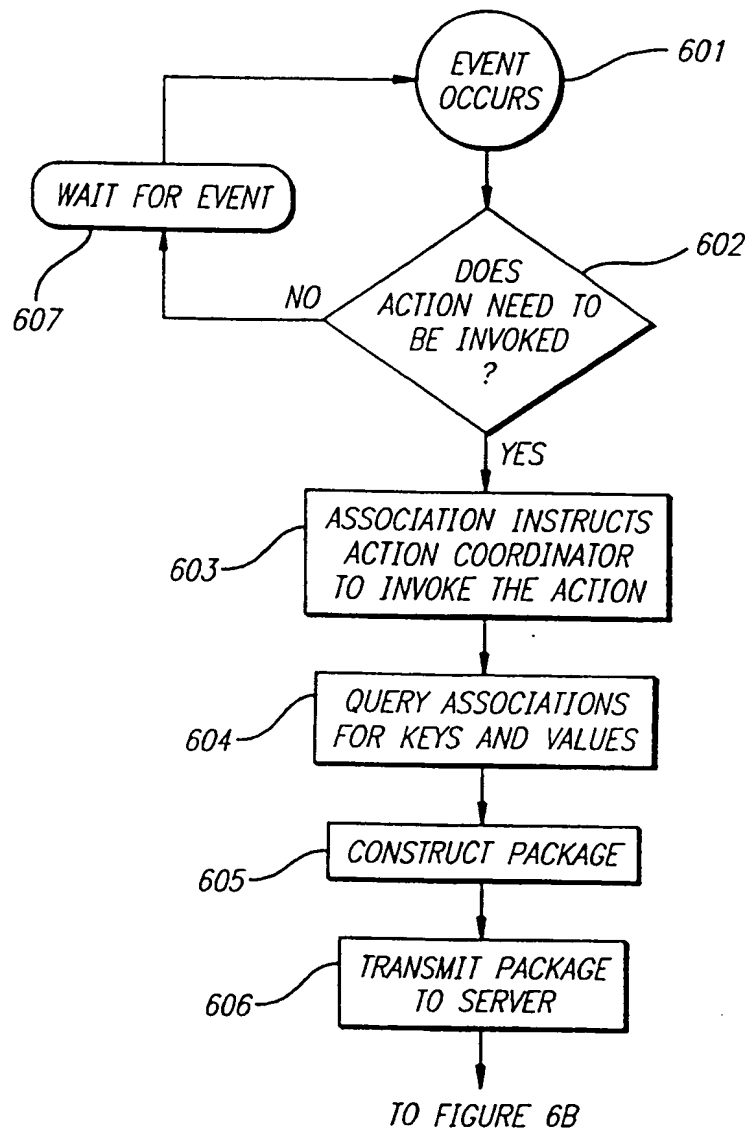 EVENT
OCCURS
601
WAIT FOR EVENT
607
DOES
ACTION NEED TO
BE INVOKED
?
602
NO
YES
ASSOCIATION INSTRUCTS
ACTION COORDINATOR
TO INVOKE THE ACTION
603
QUERY ASSOCIATIONS
FOR KEYS AND VALUES
604
CONSTRUCT PACKAGE
605
TRANSMIT PACKAGE
TO SERVER
606
TO FIGURE 6B